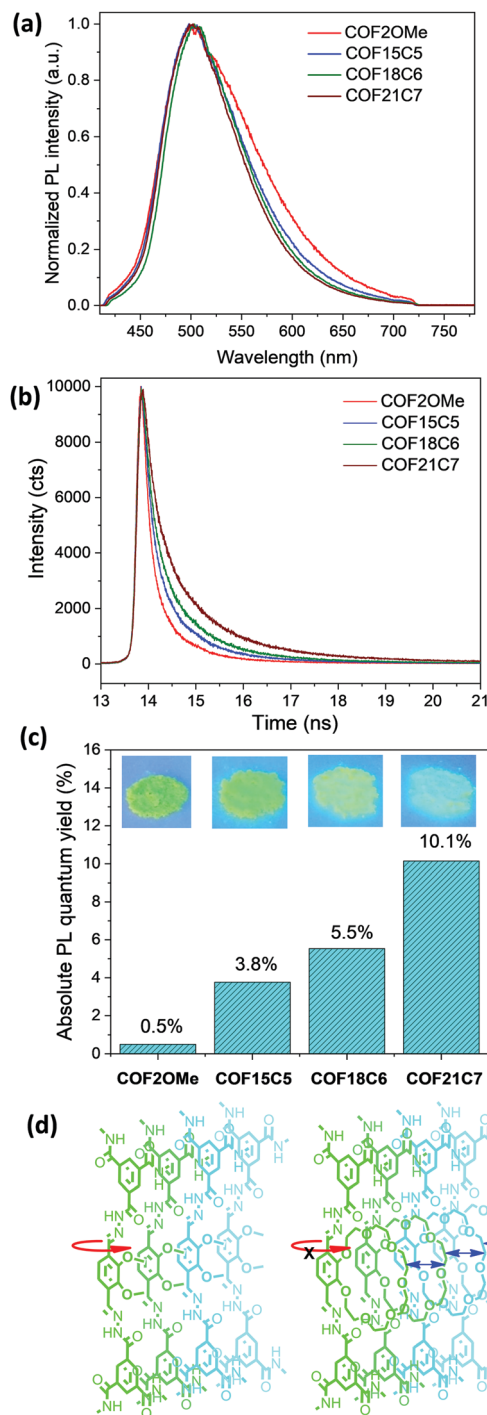 (a)
COF2OMe
COF15C5
COF18C6
COF21C7
Normalized PL intensity (a.u.)
1.0
0.8
0.6
0.4
0.2
0.0
450 500 550 600 650 700 750
Wavelength (nm)
(b)
COF2OMe
COF15C5
COF18C6
COF21C7
Intensity (cts)
10000
8000
6000
4000
2000
0
13 14 15 16 17 18 19 20 21
Time (ns)
(c)
Absolute PL quantum yield (%)
16
14
12
10
8
6
4
2
0
0.5%
3.8%
5.5%
10.1%
COF2OMe COF15C5 COF18C6 COF21C7
(d)
X